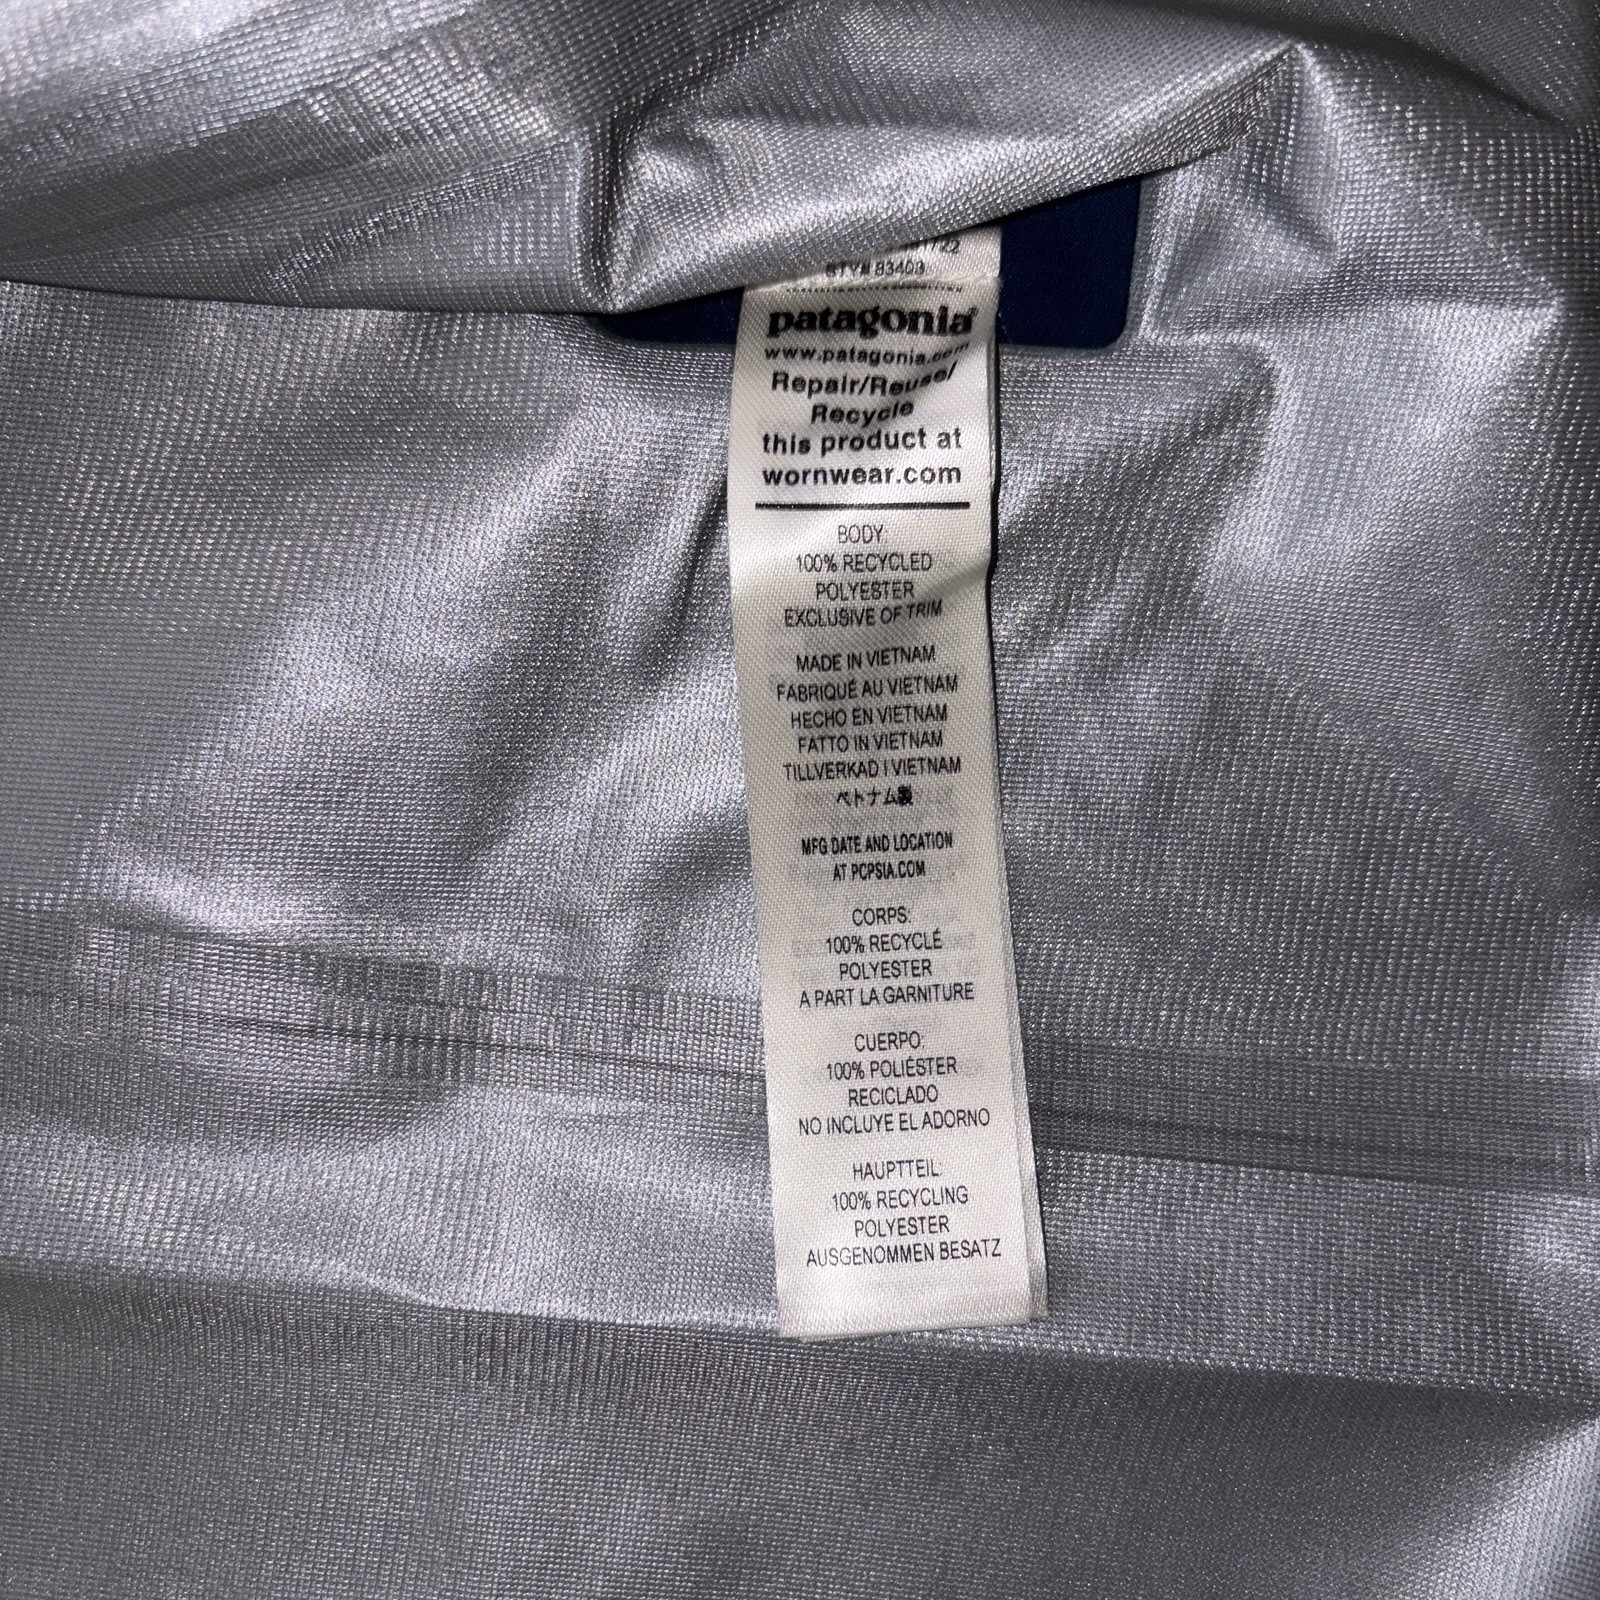 STY# 83403
patagonia®
www.patagonia.com
Repair/Reuse/
Recycle
this product at
wornwear.com
BODY:
100% RECYCLED
POLYESTER
EXCLUSIVE OF TRIM
MADE IN VIETNAM
FABRIQUÉ AU VIETNAM
HECHO EN VIETNAM
FATTO IN VIETNAM
TILLVERKAD I VIETNAM
ベトナム製
MFG DATE AND LOCATION
AT PCPSIA.COM
CORPS:
100% RECYCLÉ
POLYESTER
A PART LA GARNITURE
CUERPO:
100% POLIÉSTER
RECICLADO
NO INCLUYE EL ADORNO
HAUPTTEIL:
100% RECYCLING
POLYESTER
AUSGENOMMEN BESATZ